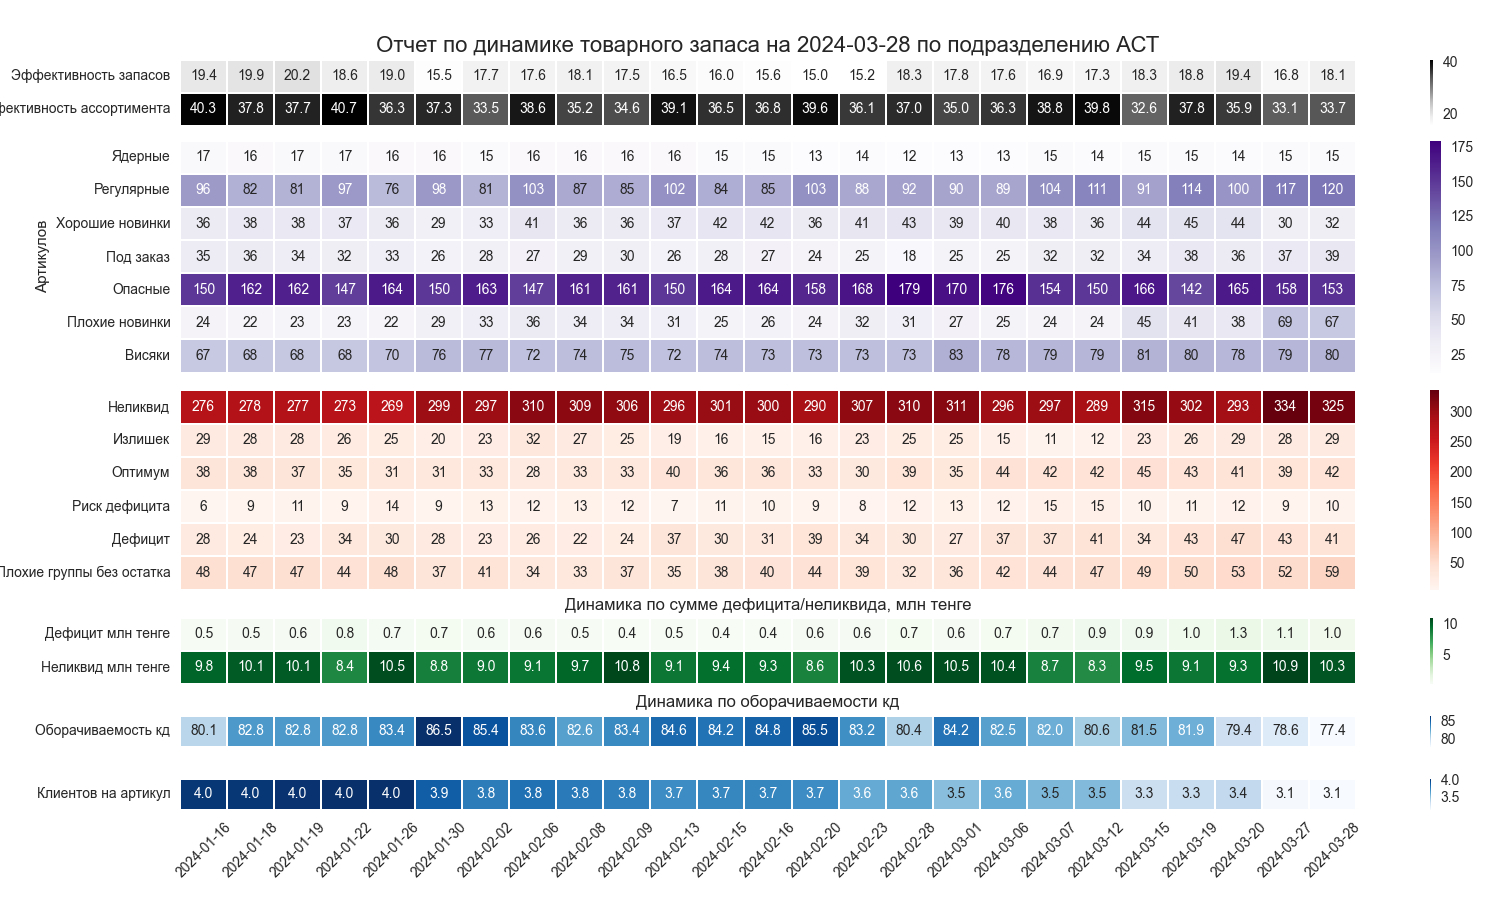 Отчет по динамике товарного запаса на 2024-03-28 по подразделению АСТ
Эффективность запасов 19.4 19.9 20.2 18.6 19.0 15.5 17.7 17.6 18.1 17.5 16.5 16.0 15.6 15.0 15.2 18.3 17.8 17.6 16.9 17.3 18.3 18.8 19.4 16.8 18.1
фективность ассортимента 40.3 37.8 37.7 40.7 36.3 37.3 33.5 38.6 35.2 34.6 39.1 36.5 36.8 39.6 36.1 37.0 35.0 36.3 38.8 39.8 32.6 37.8 35.9 33.1 33.7
40
20
Артикулов
Ядерные 17 16 17 17 16 16 15 16 16 16 16 15 15 13 14 12 13 13 15 14 15 15 14 15 15
Регулярные 96 82 81 97 76 98 81 103 87 85 102 84 85 103 88 92 90 89 104 111 91 114 100 117 120
Хорошие новинки 36 38 38 37 36 29 33 41 36 36 37 42 42 36 41 43 39 40 38 36 44 45 44 30 32
Под заказ 35 36 34 32 33 26 28 27 29 30 26 28 27 24 25 18 25 25 32 32 34 38 36 37 39
Опасные 150 162 162 147 164 150 163 147 161 161 150 164 164 158 168 179 170 176 154 150 166 142 165 158 153
Плохие новинки 24 22 23 23 22 29 33 36 34 34 31 25 26 24 32 31 27 25 24 24 45 41 38 69 67
Висяки 67 68 68 68 70 76 77 72 74 75 72 74 73 73 73 73 83 78 79 79 81 80 78 79 80
175
150
125
100
75
50
25
Неликвид 276 278 277 273 269 299 297 310 309 306 296 301 300 290 307 310 311 296 297 289 315 302 293 334 325
Излишек 29 28 28 26 25 20 23 32 27 25 19 16 15 16 23 25 25 15 11 12 23 26 29 28 29
Оптимум 38 38 37 35 31 31 33 28 33 33 40 36 36 33 30 39 35 44 42 42 45 43 41 39 42
Риск дефицита 6 9 11 9 14 9 13 12 13 12 7 11 10 9 8 12 13 12 15 15 10 11 12 9 10
Дефицит 28 24 23 34 30 28 23 26 22 24 37 30 31 39 34 30 27 37 37 41 34 43 47 43 41
Плохие группы без остатка 48 47 47 44 48 37 41 34 33 37 35 38 40 44 39 32 36 42 44 47 49 50 53 52 59
300
250
200
150
100
50
Динамика по сумме дефицита/неликвида, млн тенге
Дефицит млн тенге 0.5 0.5 0.6 0.8 0.7 0.7 0.6 0.6 0.5 0.4 0.5 0.4 0.4 0.6 0.6 0.7 0.6 0.7 0.7 0.9 0.9 1.0 1.3 1.1 1.0
Неликвид млн тенге 9.8 10.1 10.1 8.4 10.5 8.8 9.0 9.1 9.7 10.8 9.1 9.4 9.3 8.6 10.3 10.6 10.5 10.4 8.7 8.3 9.5 9.1 9.3 10.9 10.3
10
5
Динамика по оборачиваемости кд
Оборачиваемость кд 80.1 82.8 82.8 82.8 83.4 86.5 85.4 83.6 82.6 83.4 84.6 84.2 84.8 85.5 83.2 80.4 84.2 82.5 82.0 80.6 81.5 81.9 79.4 78.6 77.4
85
80
Клиентов на артикул 4.0 4.0 4.0 4.0 4.0 3.9 3.8 3.8 3.8 3.8 3.7 3.7 3.7 3.7 3.6 3.6 3.5 3.6 3.5 3.5 3.3 3.3 3.4 3.1 3.1
4.0
3.5
2024-01-16 2024-01-18 2024-01-19 2024-01-22 2024-01-26 2024-01-30 2024-02-02 2024-02-06 2024-02-08 2024-02-09 2024-02-13 2024-02-15 2024-02-16 2024-02-20 2024-02-23 2024-02-28 2024-03-01 2024-03-06 2024-03-07 2024-03-12 2024-03-15 2024-03-19 2024-03-20 2024-03-27 2024-03-28